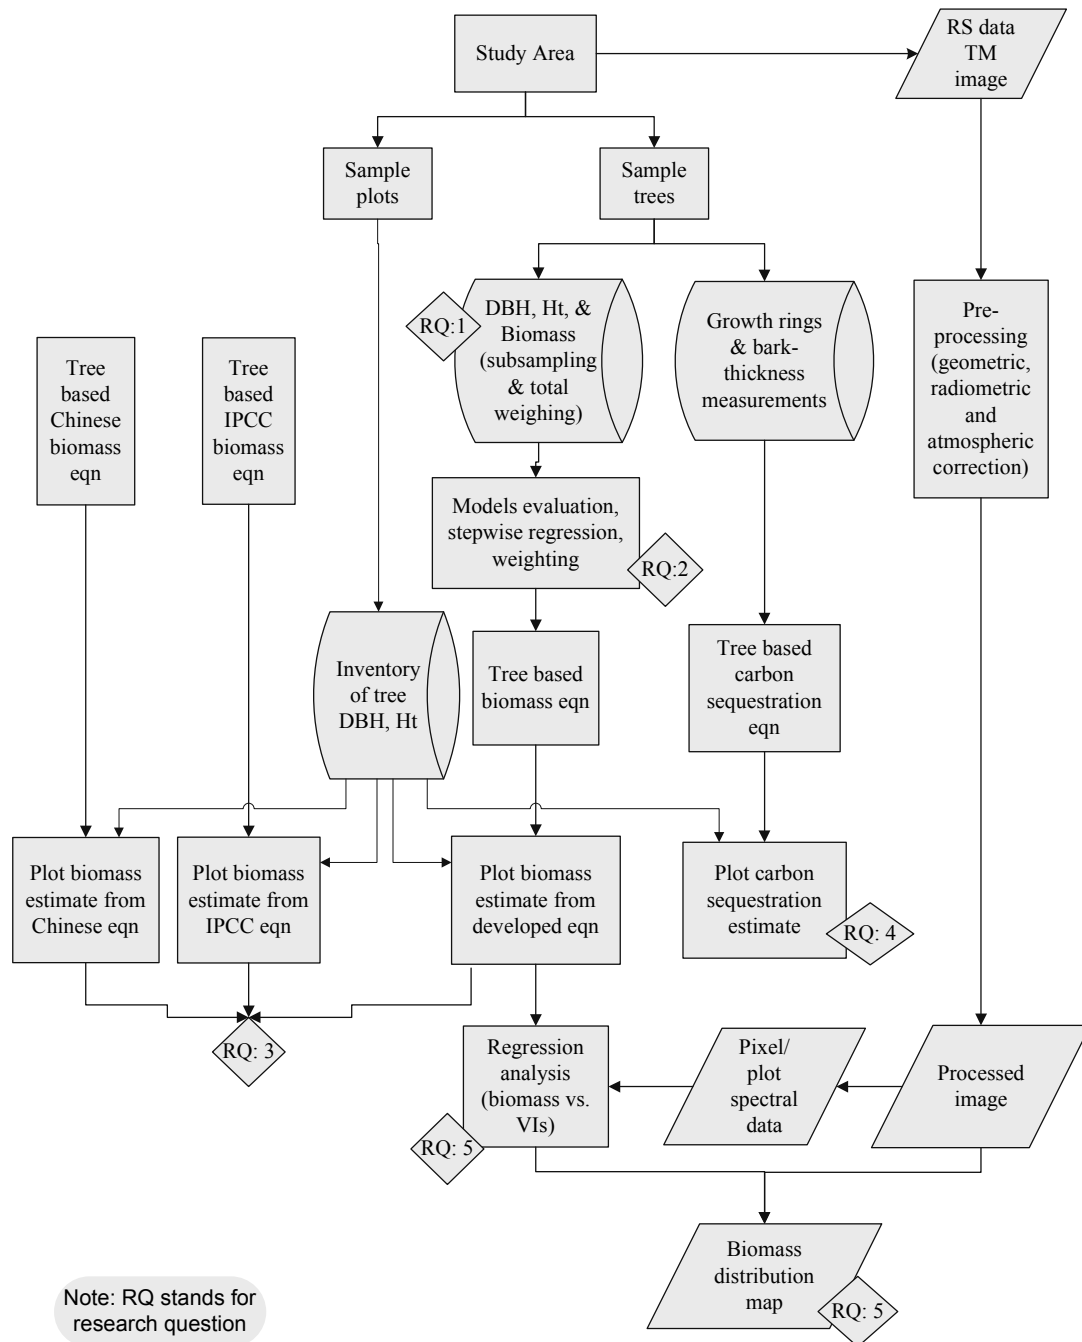 Study Area
RS data
TM
image
Sample
plots
Sample
trees
RQ:1
DBH, Ht, &
Biomass
(subsampling
& total
weighing)
Growth rings
& bark-
thickness
measurements
Pre-
processing
(geometric,
radiometric
and
atmospheric
correction)
Tree
based
Chinese
biomass
eqn
Tree
based
IPCC
biomass
eqn
Models evaluation,
stepwise regression,
weighting
RQ:2
Inventory
of tree
DBH, Ht
Tree based
biomass eqn
Tree based
carbon
sequestration
eqn
Plot biomass
estimate from
Chinese eqn
Plot biomass
estimate from
IPCC eqn
Plot biomass
estimate from
developed eqn
Plot carbon
sequestration
estimate
RQ: 4
RQ: 3
Regression
analysis
(biomass vs.
VIs)
RQ: 5
Pixel/
plot
spectral
data
Processed
image
Biomass
distribution
map
RQ: 5
Note: RQ stands for
research question